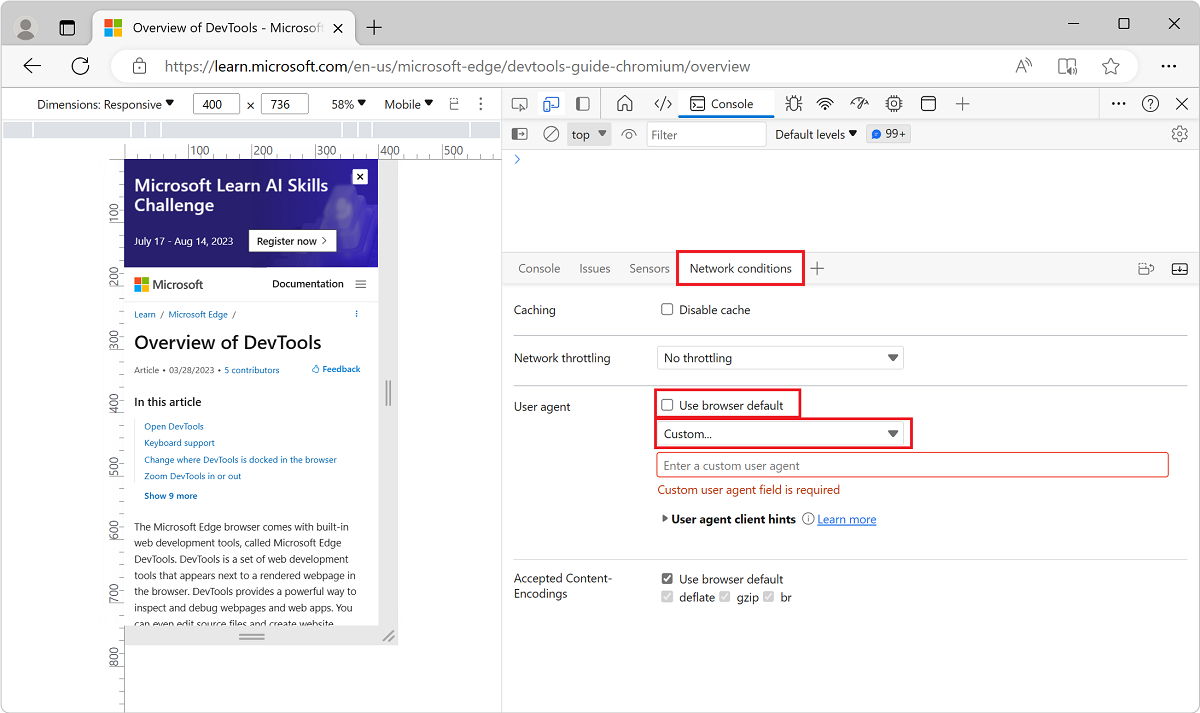 Overview of DevTools - Microsoft
https://learn.microsoft.com/en-us/microsoft-edge/devtools-guide-chromium/overview
Dimensions: Responsive
400 × 736
58%
Mobile
Console
top
Filter
Default levels
99+
100 200 300 400 500
100
200
300
400
500
600
700
800
Microsoft Learn AI Skills
Challenge
July 17 - Aug 14, 2023
Register now
Microsoft
Documentation
Learn / Microsoft Edge /
Overview of DevTools
Article • 03/28/2023 • 5 contributors
Feedback
In this article
Open DevTools
Keyboard support
Change where DevTools is docked in the browser
Zoom DevTools in or out
Show 9 more
The Microsoft Edge browser comes with built-in
web development tools, called Microsoft Edge
DevTools. DevTools is a set of web development
tools that appears next to a rendered webpage in
the browser. DevTools provides a powerful way to
inspect and debug webpages and web apps. You
can even edit source files and create website
Console Issues Sensors Network conditions
Caching
Disable cache
Network throttling
No throttling
User agent
Use browser default
Custom...
Enter a custom user agent
Custom user agent field is required
User agent client hints
Learn more
Accepted Content-
Encodings
Use browser default
deflate gzip br